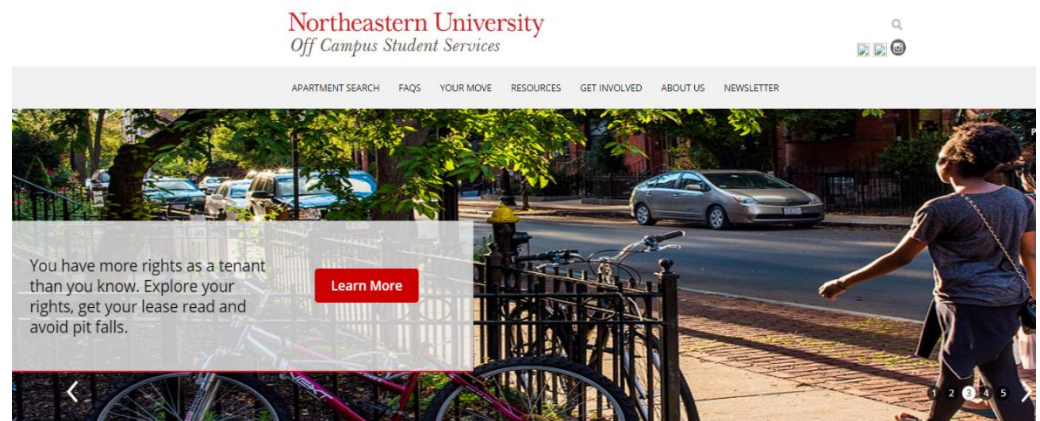 Northeastern University
Off Campus Student Services
APARTMENT SEARCH FAQS YOUR MOVE RESOURCES GET INVOLVED ABOUT US NEWSLETTER
You have more rights as a tenant
than you know. Explore your
rights, get your lease read and
avoid pit falls.
Learn More
NEXT
1 2 3 4 5